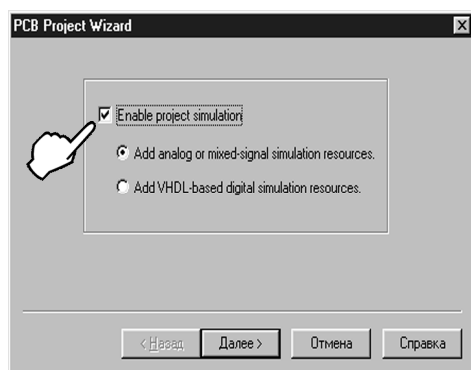 PCB Project Wizard
Enable project simulation
Add analog or mixed-signal simulation resources.
Add VHDL-based digital simulation resources.
< Назад Далее > Отмена Справка